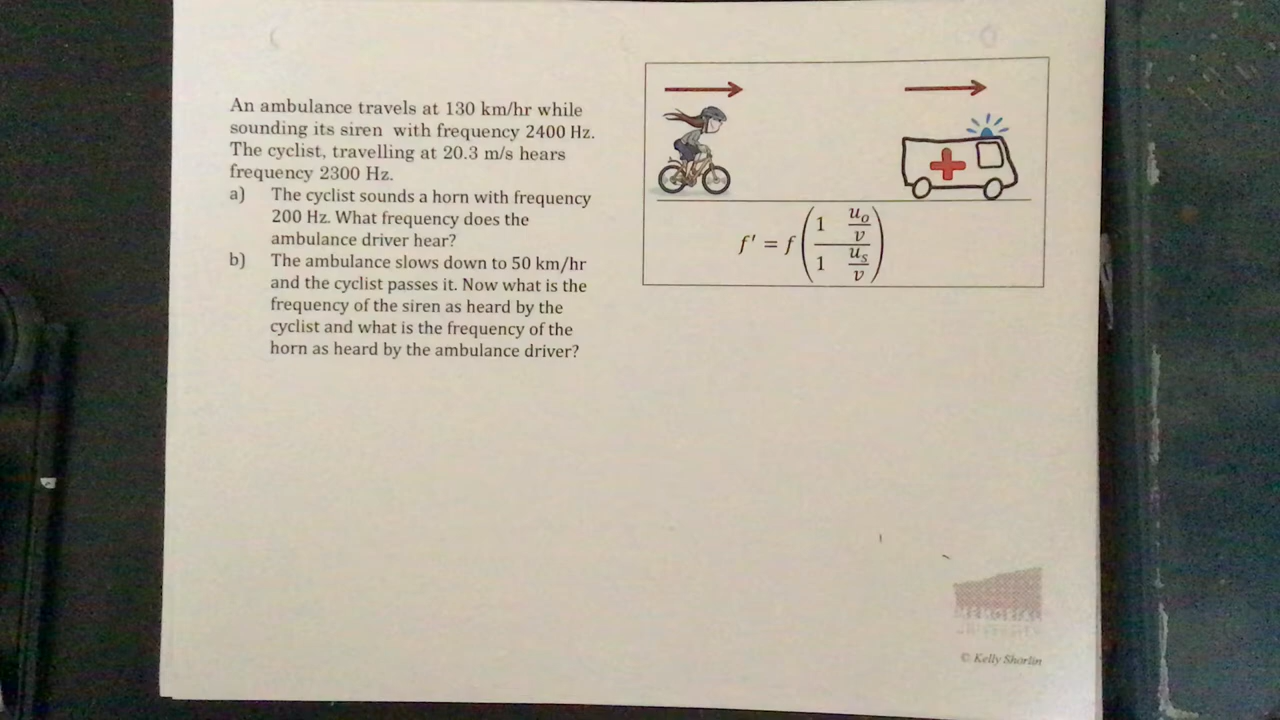 An ambulance travels at 130 km/hr while
sounding its siren with frequency 2400 Hz.
The cyclist, travelling at 20.3 m/s hears
frequency 2300 Hz.
a) The cyclist sounds a horn with frequency
200 Hz. What frequency does the
ambulance driver hear?
b) The ambulance slows down to 50 km/hr
and the cyclist passes it. Now what is the
frequency of the siren as heard by the
cyclist and what is the frequency of the
horn as heard by the ambulance driver?
f' = f ( (1 u_o/v) / (1 u_s/v) )
© Kelly Shorlin